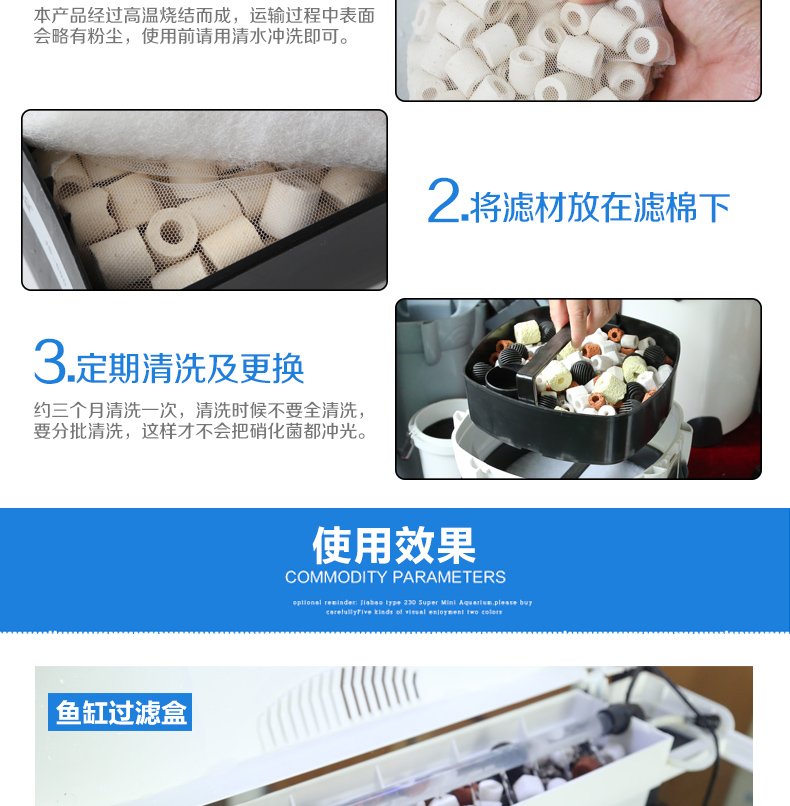 本产品经过高温烧结而成，运输过程中表面
会略有粉尘，使用前请用清水冲洗即可。
2.将滤材放在滤棉下
3.定期清洗及更换
约三个月清洗一次，清洗时候不要全清洗，
要分批清洗，这样才不会把硝化菌都冲光。
使用效果
COMMODITY PARAMETERS
optional reminder: Jiabao type 230 Super Mini Aquarium,please buy
carefullyFive kinds of visual enjoyment two colors
鱼缸过滤盒